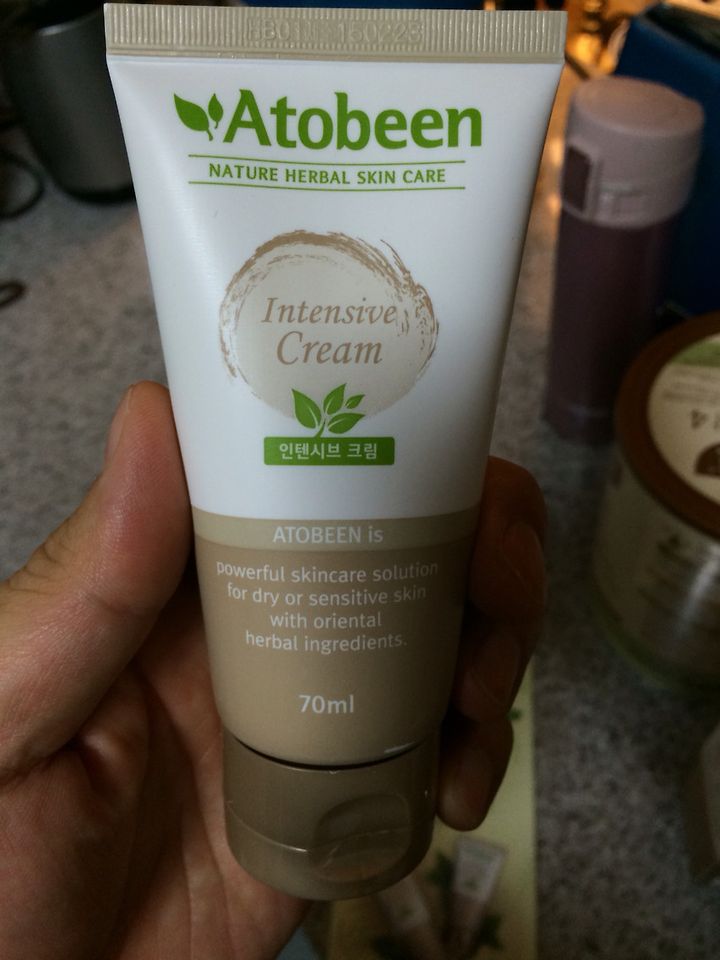 150223
Atobeen
NATURE HERBAL SKIN CARE
Intensive
Cream
인텐시브 크림
ATOBEEN is
powerful skincare solution
for dry or sensitive skin
with oriental
herbal ingredients.
70ml